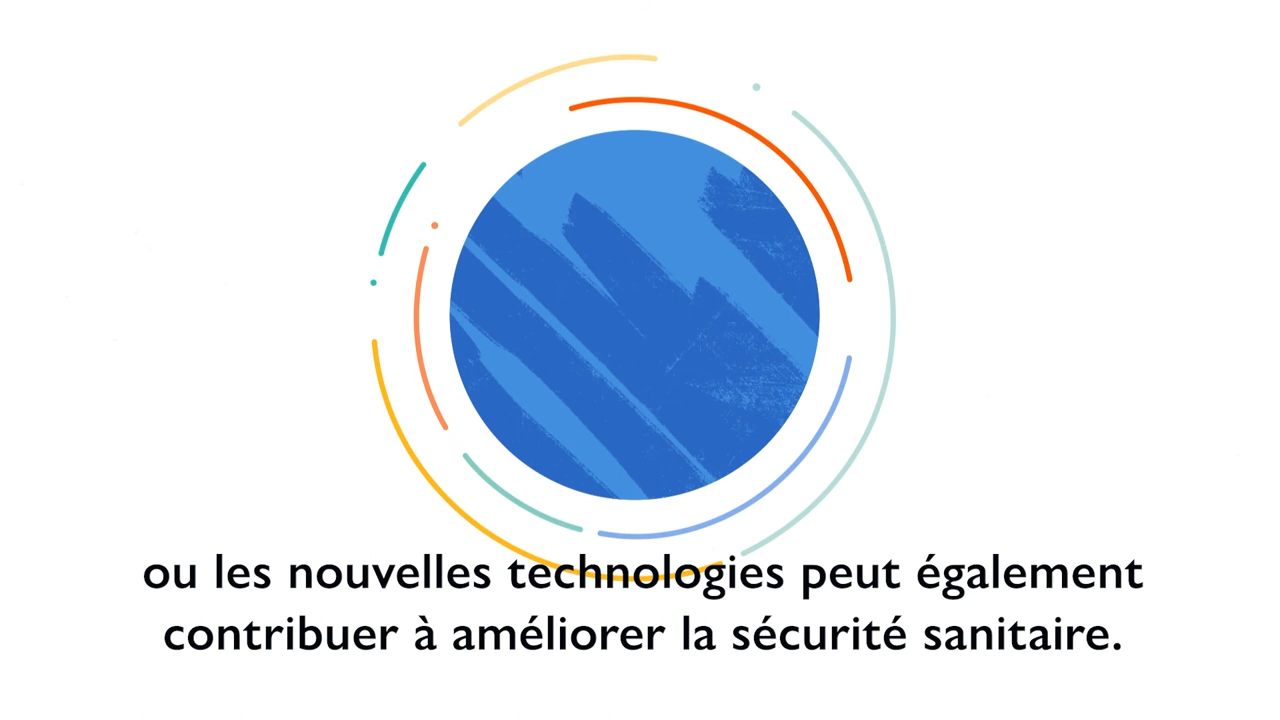 ou les nouvelles technologies peut également
contribuer à améliorer la sécurité sanitaire.